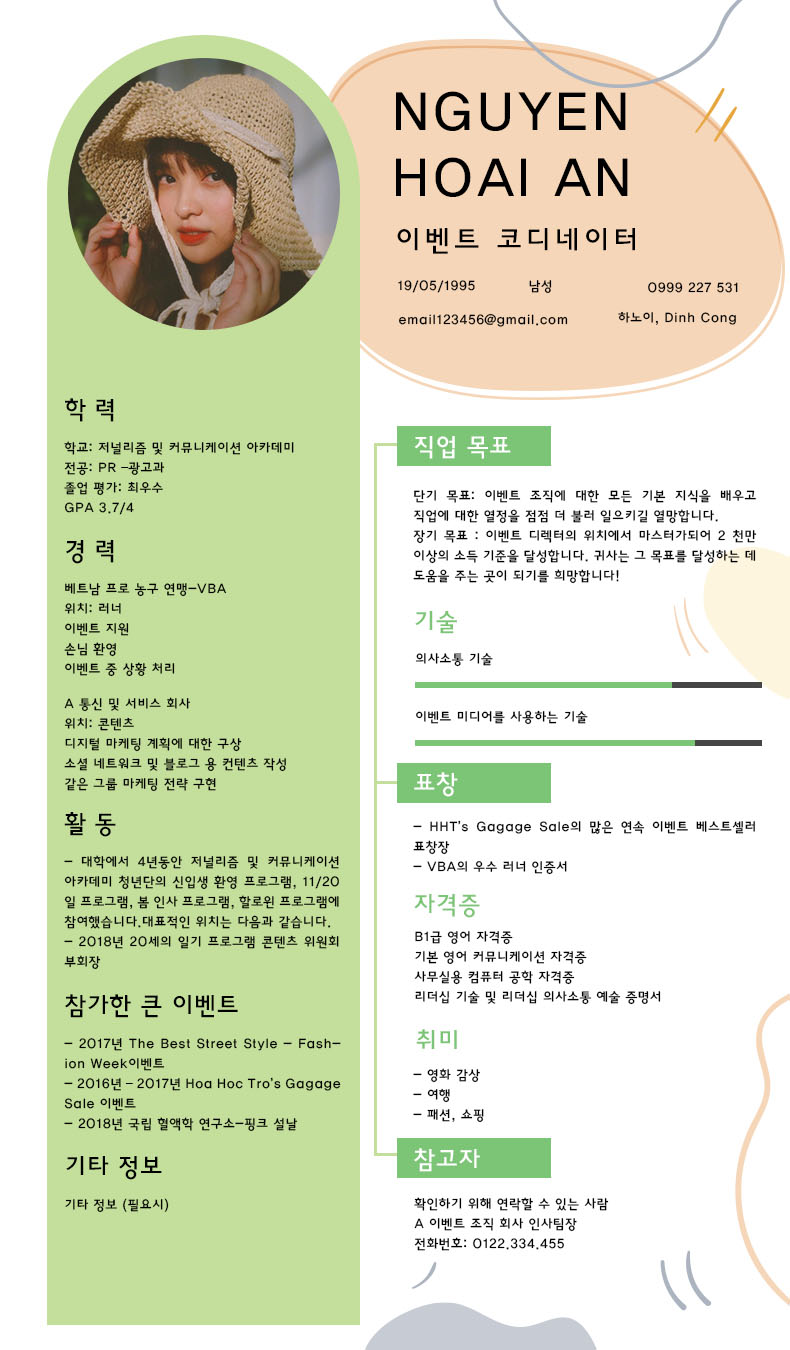 NGUYEN
HOAI AN
이벤트 코디네이터
19/05/1995 남성 0999 227 531
email123456@gmail.com 하노이, Dinh Cong
학 력
학교: 저널리즘 및 커뮤니케이션 아카데미
전공: PR –광고과
졸업 평가: 최우수
GPA 3.7/4
경 력
베트남 프로 농구 연맹–VBA
위치: 러너
이벤트 지원
손님 환영
이벤트 중 상황 처리
A 통신 및 서비스 회사
위치: 콘텐츠
디지털 마케팅 계획에 대한 구상
소셜 네트워크 및 블로그 용 컨텐츠 작성
같은 그룹 마케팅 전략 구현
활 동
– 대학에서 4년동안 저널리즘 및 커뮤니케이션
아카데미 청년단의 신입생 환영 프로그램, 11/20
일 프로그램, 봄 인사 프로그램, 할로윈 프로그램에
참여했습니다.대표적인 위치는 다음과 같습니다.
– 2018년 20세의 일기 프로그램 콘텐츠 위원회
부회장
참가한 큰 이벤트
– 2017년 The Best Street Style – Fash–
ion Week이벤트
– 2016년 – 2017년 Hoa Hoc Tro's Gagage
Sale 이벤트
– 2018년 국립 혈액학 연구소–핑크 설날
기타 정보
기타 정보 (필요시)
직업 목표
단기 목표: 이벤트 조직에 대한 모든 기본 지식을 배우고
직업에 대한 열정을 점점 더 불러 일으키길 열망합니다.
장기 목표 : 이벤트 디렉터의 위치에서 마스터가되어 2 천만
이상의 소득 기준을 달성합니다. 귀사는 그 목표를 달성하는 데
도움을 주는 곳이 되기를 희망합니다!
기술
의사소통 기술
이벤트 미디어를 사용하는 기술
표창
– HHT's Gagage Sale의 많은 연속 이벤트 베스트셀러
표창장
– VBA의 우수 러너 인증서
자격증
B1급 영어 자격증
기본 영어 커뮤니케이션 자격증
사무실용 컴퓨터 공학 자격증
리더십 기술 및 리더십 의사소통 예술 증명서
취미
– 영화 감상
– 여행
– 패션, 쇼핑
참고자
확인하기 위해 연락할 수 있는 사람
A 이벤트 조직 회사 인사팀장
전화번호: 0122.334.455